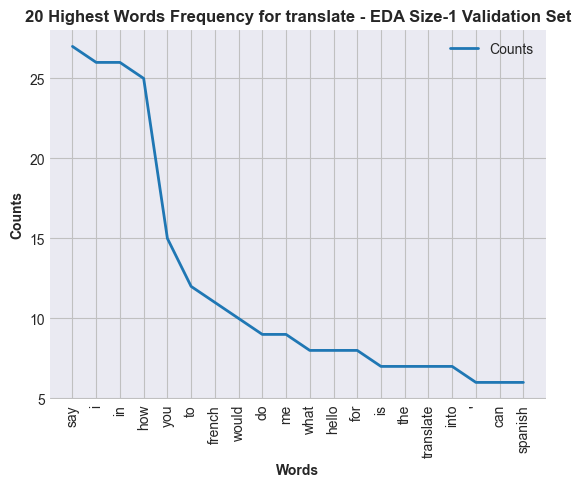 20 Highest Words Frequency for translate - EDA Size-1 Validation Set
Counts
25
20
15
10
5
Counts
say
i
in
how
you
to
french
would
do
me
what
hello
for
is
the
translate
into
'
can
spanish
Words